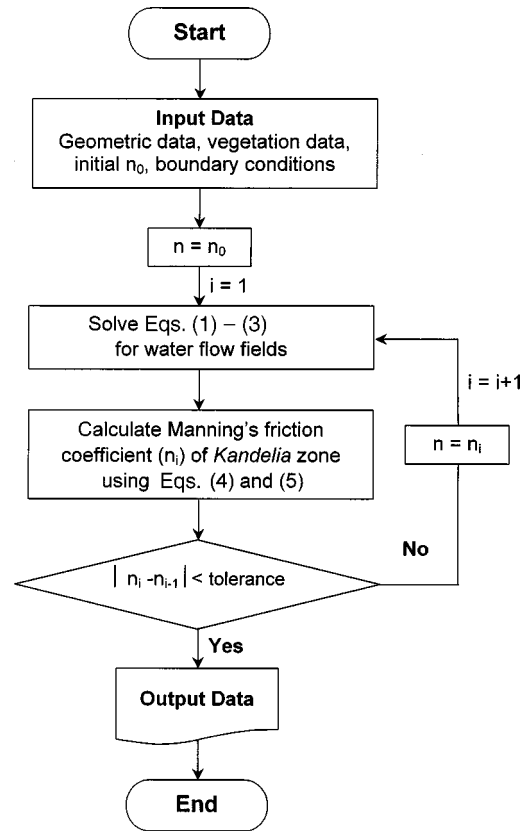 Start
Input Data
Geometric data, vegetation data,
initial n₀, boundary conditions
n = n₀
i = 1
Solve Eqs. (1) – (3)
for water flow fields
i = i+1
Calculate Manning's friction
coefficient (nᵢ) of Kandelia zone
using Eqs. (4) and (5)
n = nᵢ
No
| nᵢ -nᵢ₋₁| < tolerance
Yes
Output Data
End